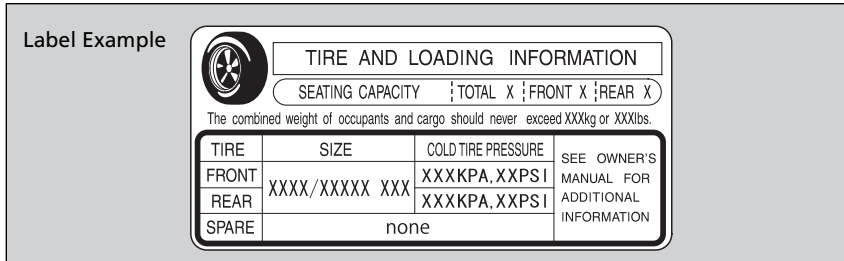 Label Example
TIRE AND LOADING INFORMATION
SEATING CAPACITY TOTAL X FRONT X REAR X
The combined weight of occupants and cargo should never exceed XXXkg or XXXlbs.
TIRE SIZE COLD TIRE PRESSURE
FRONT XXXX/XXXXX XXX XXXKPA, XXPSI
REAR XXXKPA, XXPSI
SPARE none
SEE OWNER'S
MANUAL FOR
ADDITIONAL
INFORMATION